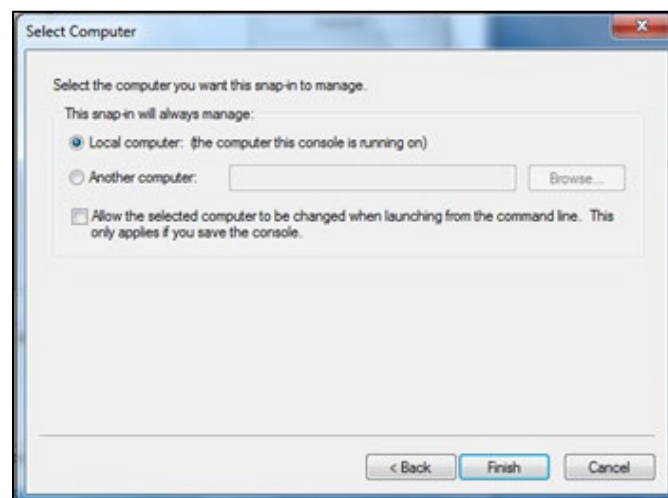 Select Computer
Select the computer you want this snap-in to manage.
This snap-in will always manage:
Local computer: (the computer this console is running on)
Another computer:
Browse...
Allow the selected computer to be changed when launching from the command line. This
only applies if you save the console.
< Back
Finish
Cancel